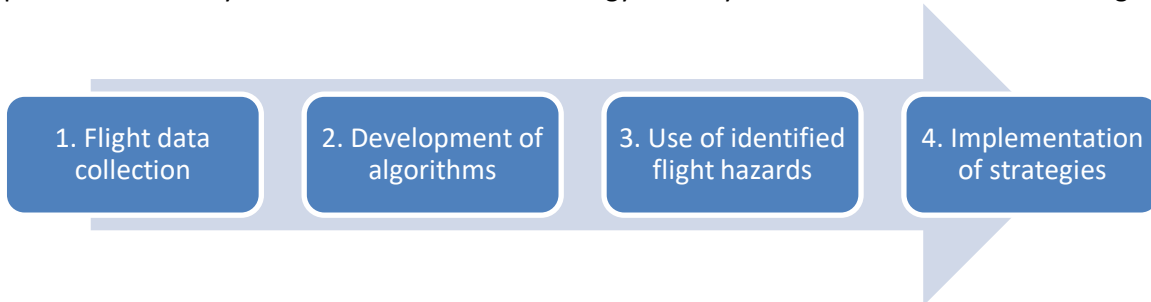 1. Flight data
collection
2. Development of
algorithms
3. Use of identified
flight hazards
4. Implementation
of strategies